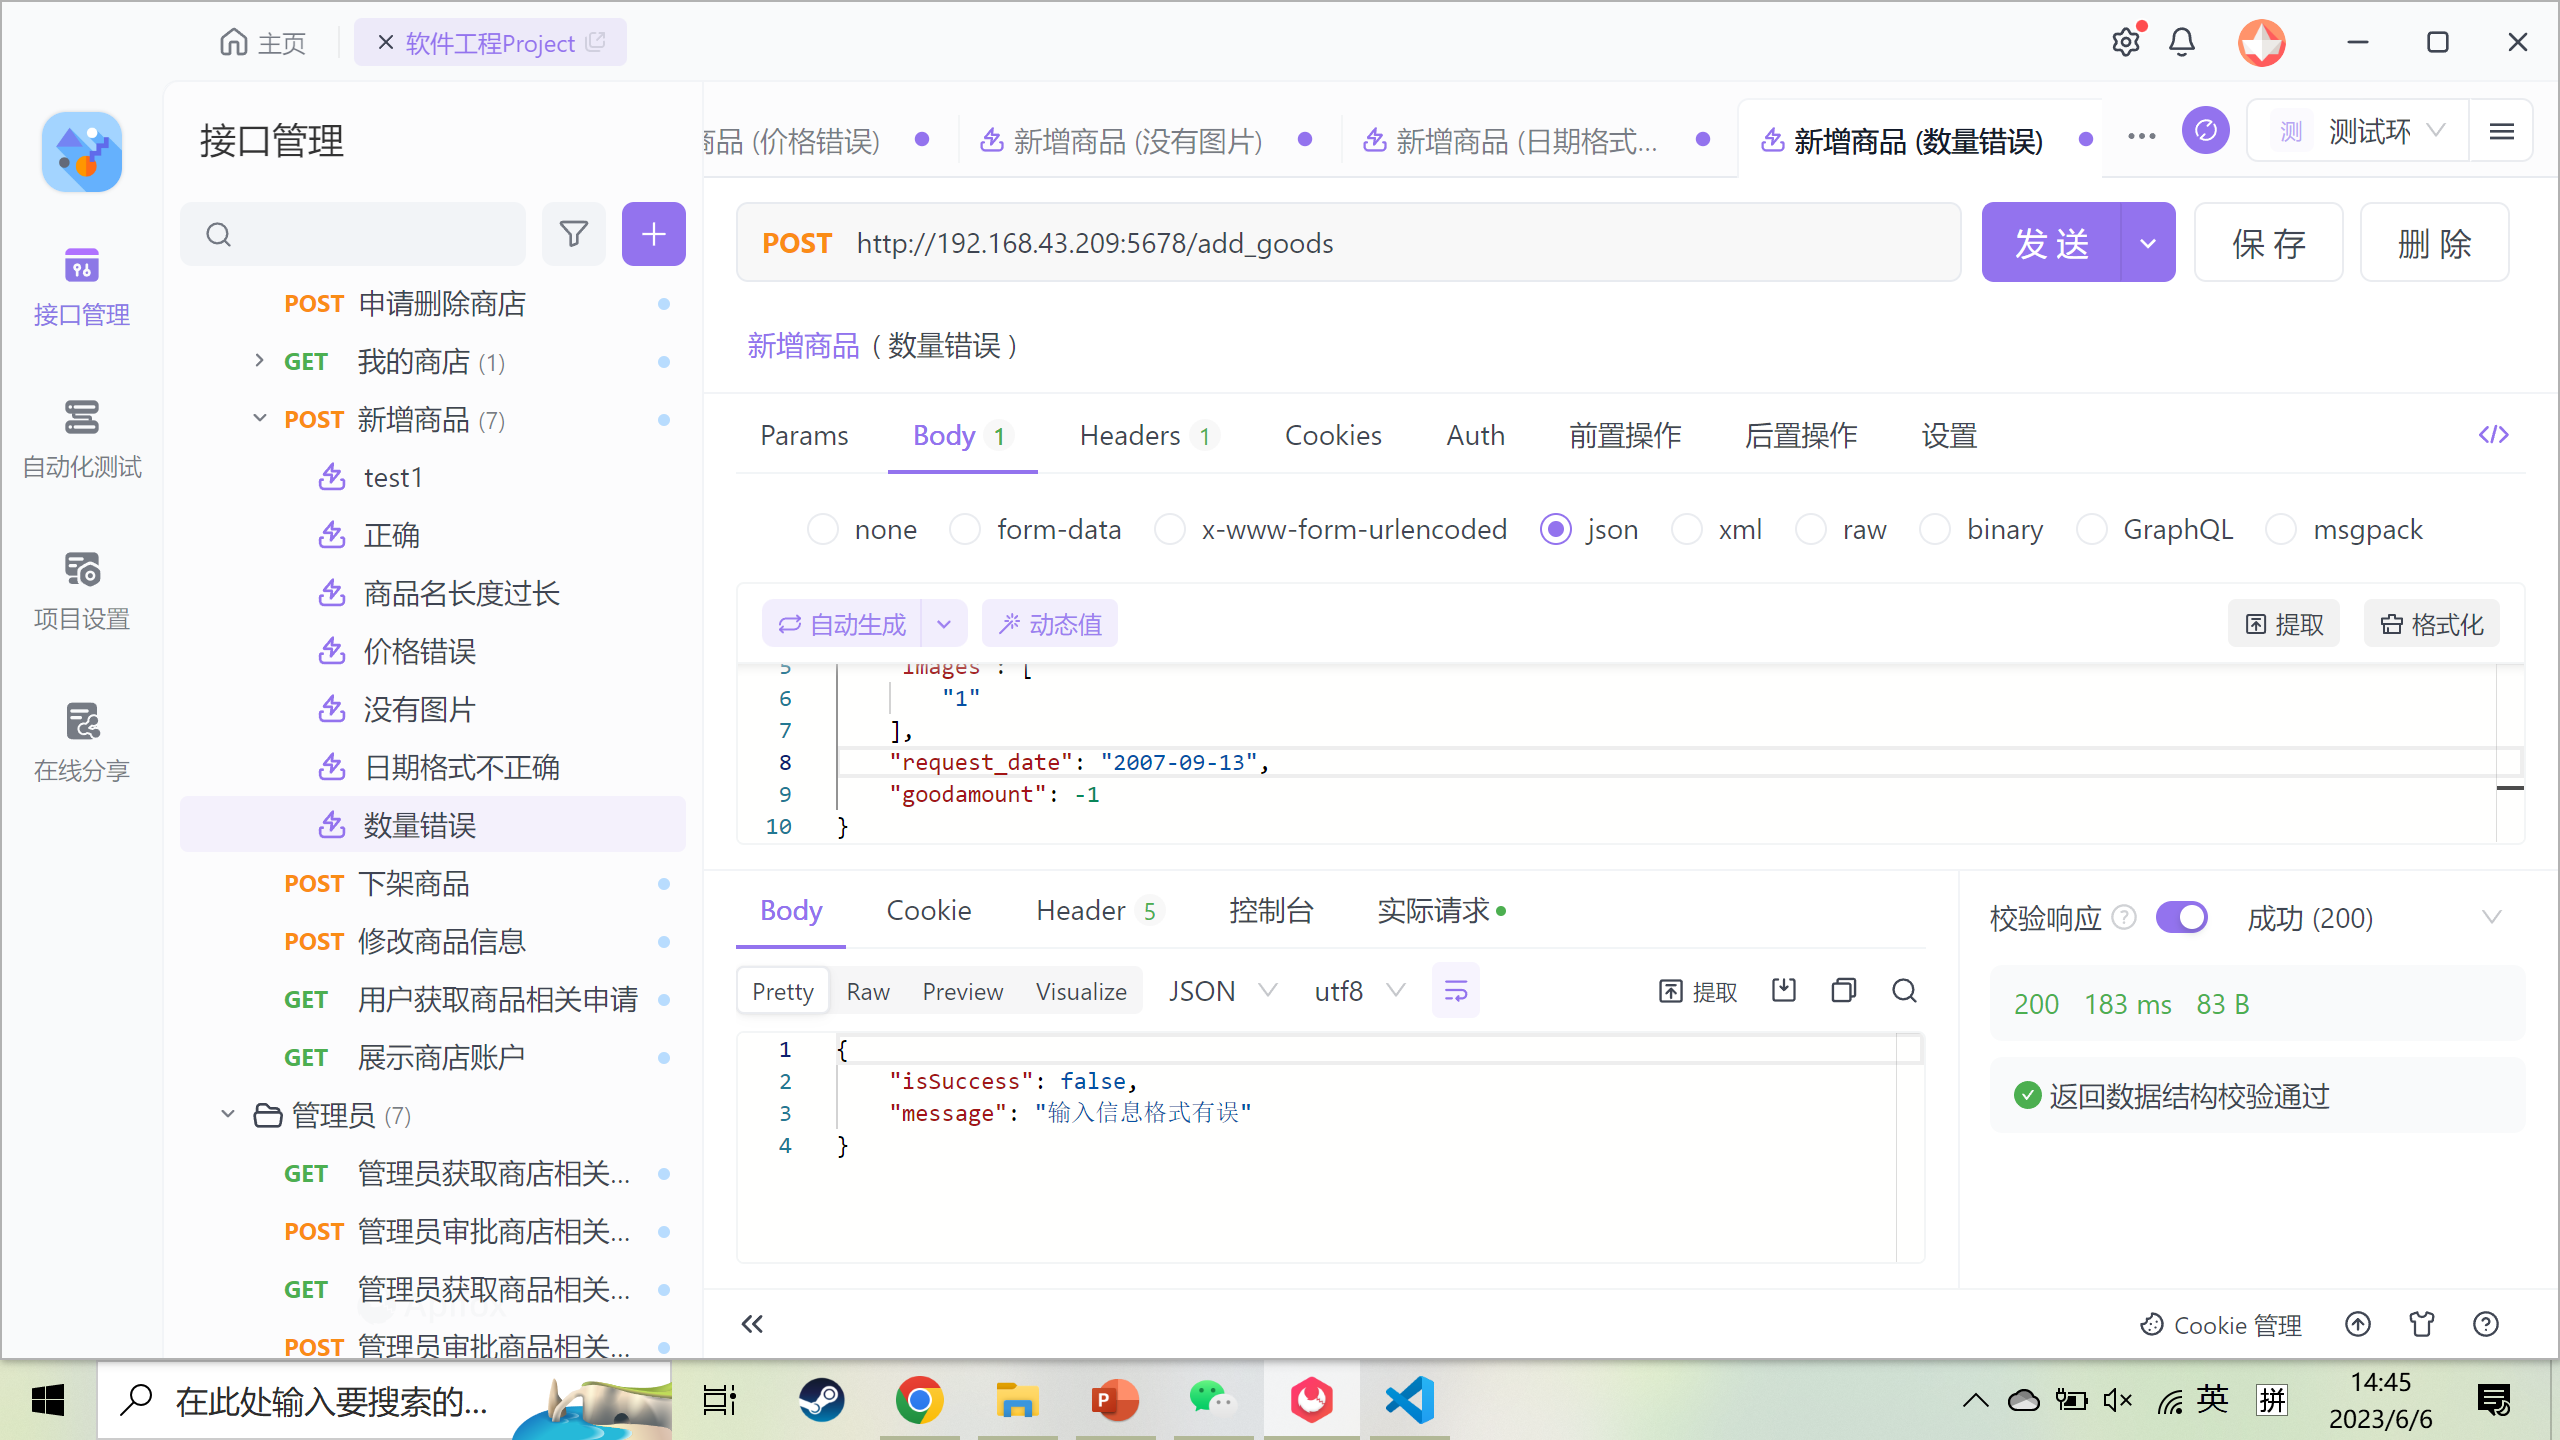 主页
软件工程Project
接口管理
自动化测试
项目设置
在线分享
接口管理
POST 申请删除商店
GET 我的商店 (1)
POST 新增商品 (7)
test1
正确
商品名长度过长
价格错误
没有图片
日期格式不正确
数量错误
POST 下架商品
POST 修改商品信息
GET 用户获取商品相关申请
GET 展示商店账户
管理员 (7)
GET 管理员获取商店相关...
POST 管理员审批商店相关...
GET 管理员获取商品相关...
POST 管理员审批商品相关...
商品 (价格错误) 新增商品 (没有图片) 新增商品 (日期格式... 新增商品 (数量错误) ••• 测 测试环
POST http://192.168.43.209:5678/add_goods 发 送 保 存 删 除
新增商品 ( 数量错误 )
Params Body 1 Headers 1 Cookies Auth 前置操作 后置操作 设置 </>
none form-data x-www-form-urlencoded json xml raw binary GraphQL msgpack
自动生成 动态值 提取 格式化
5 "images": [
6 "1"
7 ],
8 "request_date": "2007-09-13",
9 "goodamount": -1
10 }
Body Cookie Header 5 控制台 实际请求
Pretty Raw Preview Visualize JSON utf8 提取
1 {
2 "isSuccess": false,
3 "message": "输入信息格式有误"
4 }
校验响应 成功 (200)
200 183 ms 83 B
返回数据结构校验通过
Cookie 管理
在此处输入要搜索的...
英 拼
14:45
2023/6/6